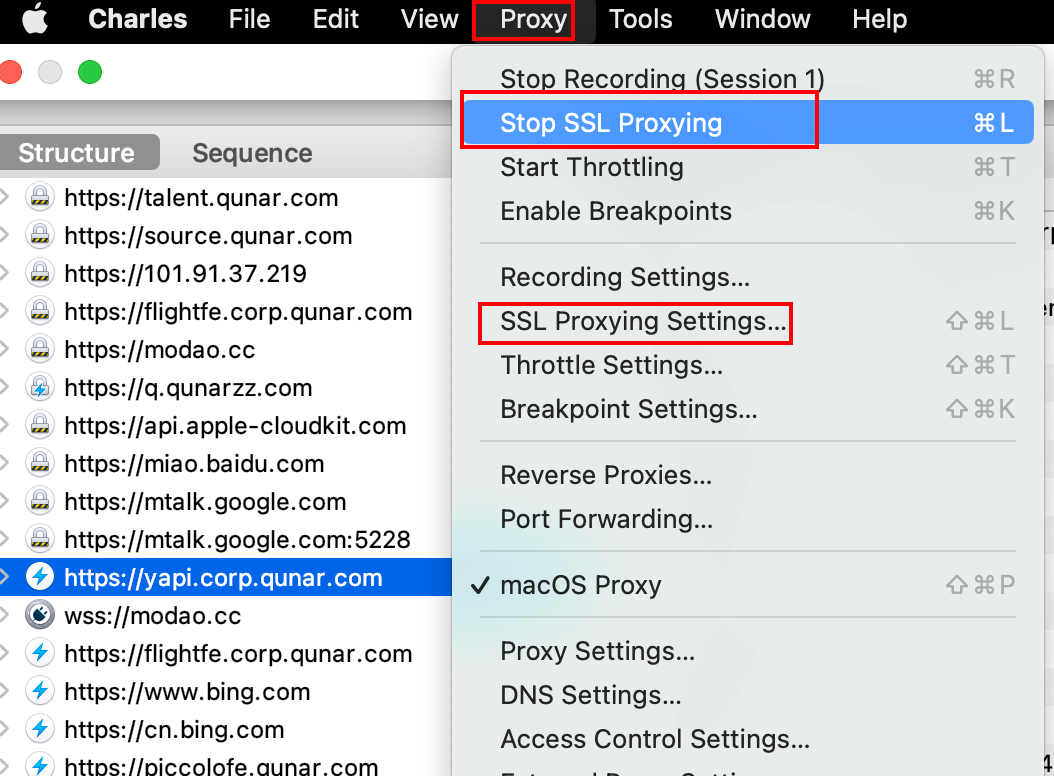 Charles File Edit View Proxy Tools Window Help
Structure Sequence
https://talent.qunar.com
https://source.qunar.com
https://101.91.37.219
https://flightfe.corp.qunar.com
https://modao.cc
https://q.qunarzz.com
https://api.apple-cloudkit.com
https://miao.baidu.com
https://mtalk.google.com
https://mtalk.google.com:5228
https://yapi.corp.qunar.com
wss://modao.cc
https://flightfe.corp.qunar.com
https://www.bing.com
https://cn.bing.com
https://piccolofe.qunar.com
Stop Recording (Session 1) ⌘R
Stop SSL Proxying ⌘L
Start Throttling ⌘T
Enable Breakpoints ⌘K
Recording Settings...
SSL Proxying Settings... ⇧⌘L
Throttle Settings... ⇧⌘T
Breakpoint Settings... ⇧⌘K
Reverse Proxies...
Port Forwarding...
✓ macOS Proxy ⇧⌘P
Proxy Settings...
DNS Settings...
Access Control Settings...